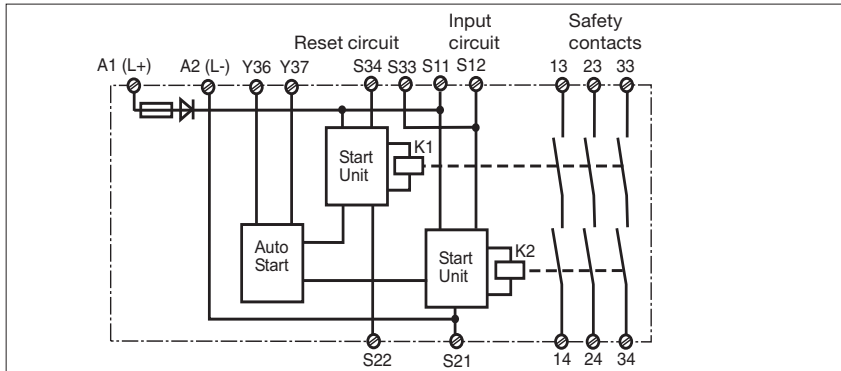 Reset circuit
Input circuit
Safety contacts
A1 (L+) A2 (L-) Y36 Y37 S34 S33 S11 S12 13 23 33
Start Unit
K1
Auto Start
Start Unit
K2
S22 S21 14 24 34